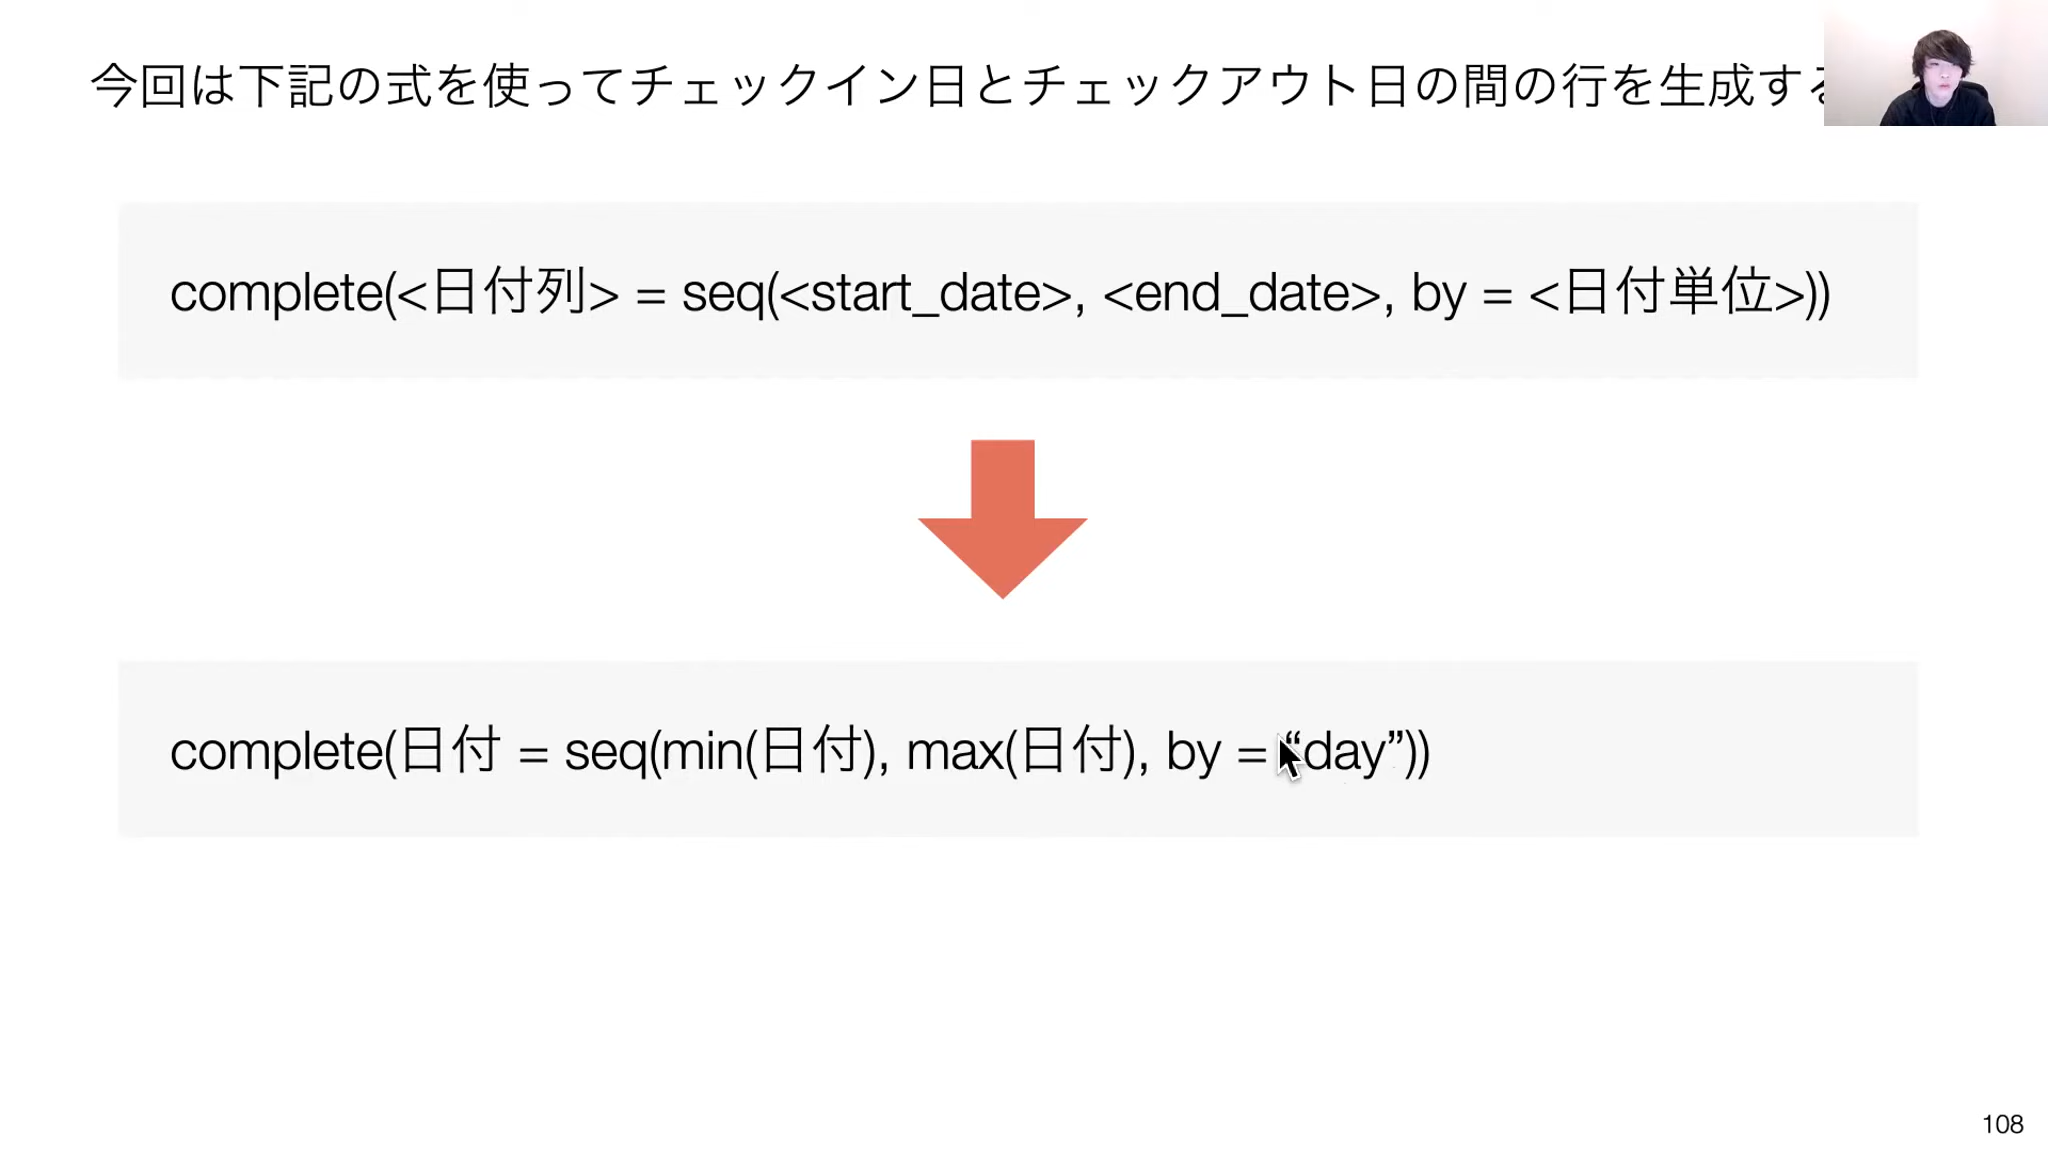 今回は下記の式を使ってチェックイン日とチェックアウト日の間の行を生成する
complete(<日付列> = seq(<start_date>, <end_date>, by = <日付単位>))
complete(日付 = seq(min(日付), max(日付), by = “day”))
108